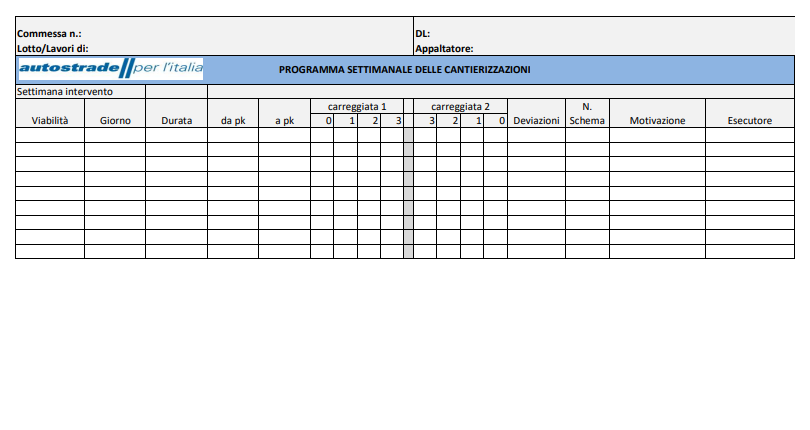 Commessa n.: DL:
Lotto/Lavori di: Appaltatore:
autostrade//per l'italia PROGRAMMA SETTIMANALE DELLE CANTIERIZZAZIONI
Settimana intervento
carreggiata 1 carreggiata 2 N.
Viabilità Giorno Durata da pk a pk 0 1 2 3 3 2 1 0 Deviazioni Schema Motivazione Esecutore